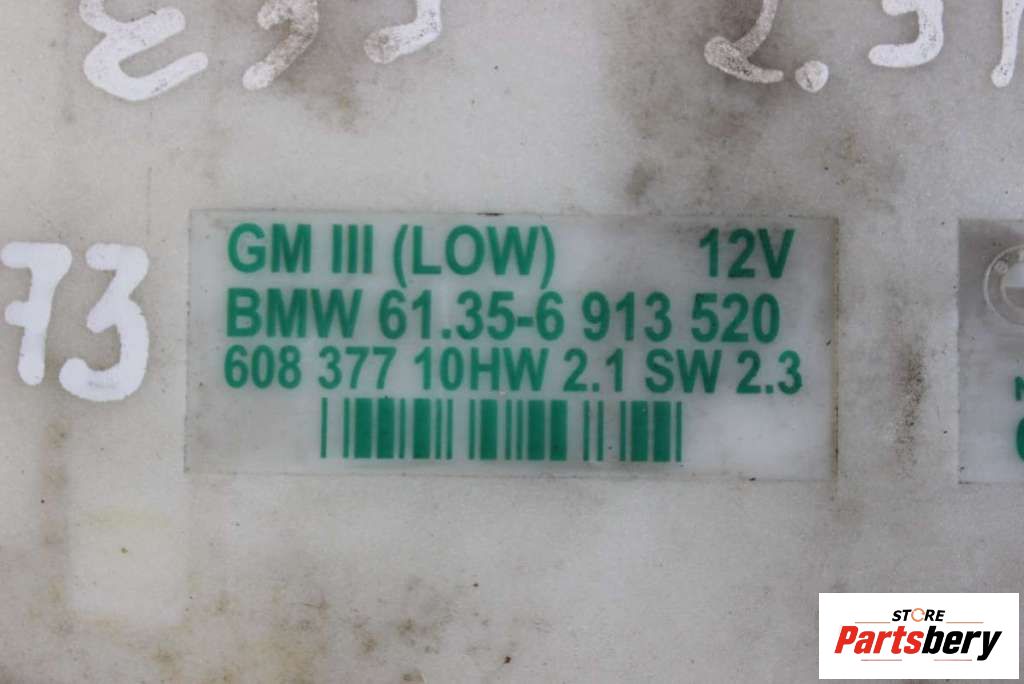 GM III (LOW) 12V
BMW 61.35-6 913 520
73
608 377 10HW 2.1 SW 2.3
STORE
Partsbery